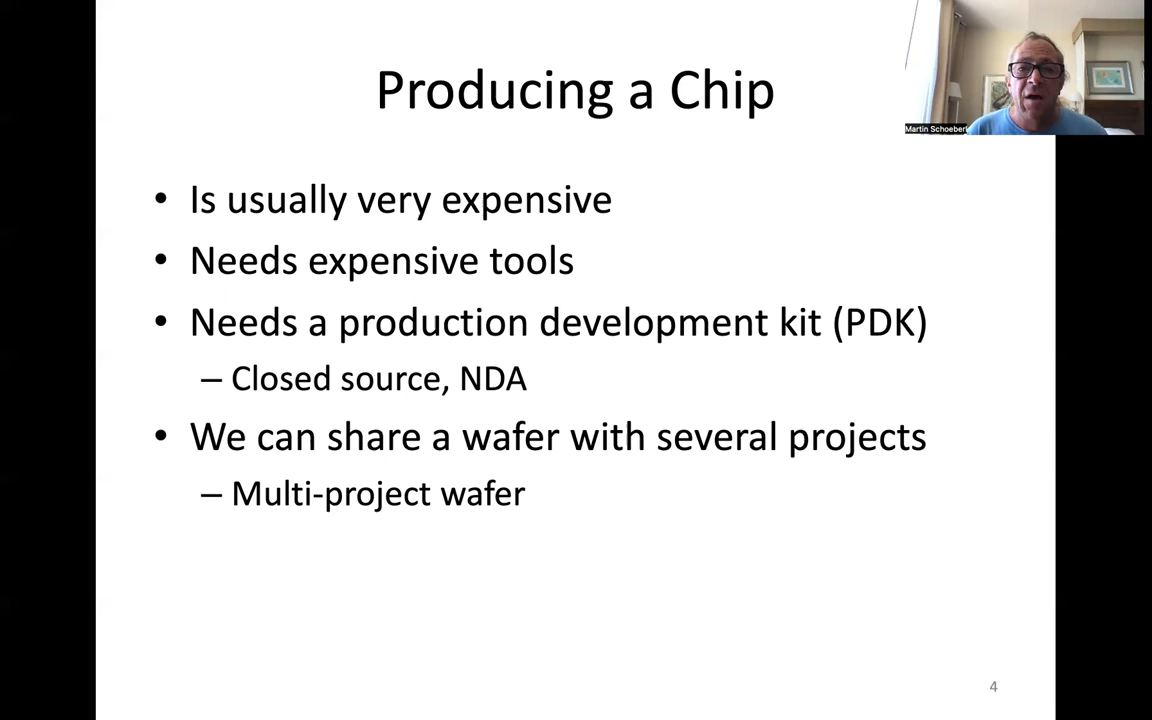 Producing a Chip
Martin Schoeberl
• Is usually very expensive
• Needs expensive tools
• Needs a production development kit (PDK)
– Closed source, NDA
• We can share a wafer with several projects
– Multi-project wafer
4